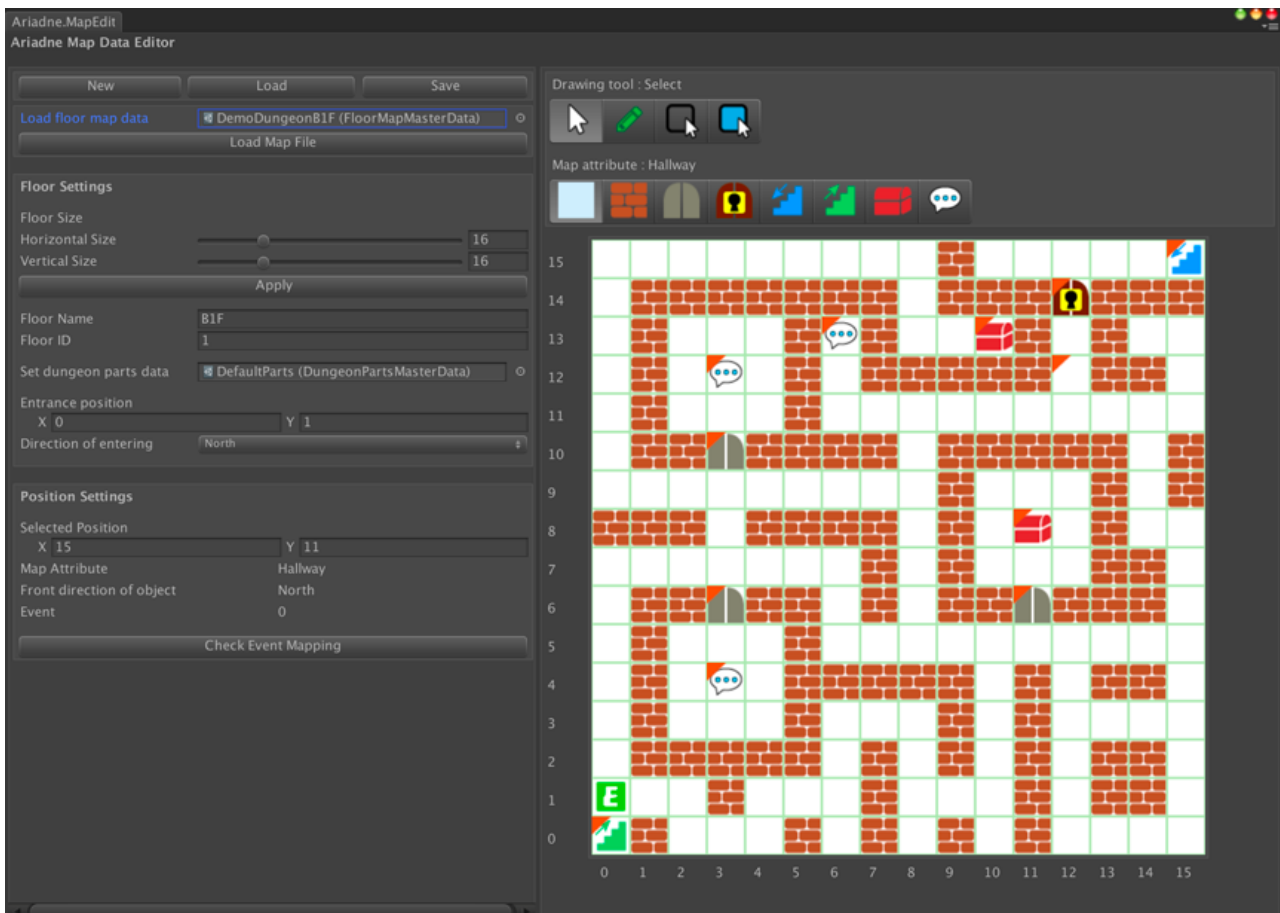 Ariadne.MapEdit
Ariadne Map Data Editor
New Load Save
Load floor map data DemoDungeonB1F (FloorMapMasterData)
Load Map File
Floor Settings
Floor Size
Horizontal Size 16
Vertical Size 16
Apply
Floor Name B1F
Floor ID 1
Set dungeon parts data DefaultParts (DungeonPartsMasterData)
Entrance position
X 0 Y 1
Direction of entering North
Position Settings
Selected Position
X 15 Y 11
Map Attribute Hallway
Front direction of object North
Event 0
Check Event Mapping
Drawing tool : Select
Map attribute : Hallway
15
14
13
12
11
10
9
8
7
6
5
4
3
2
1 E
0
0 1 2 3 4 5 6 7 8 9 10 11 12 13 14 15